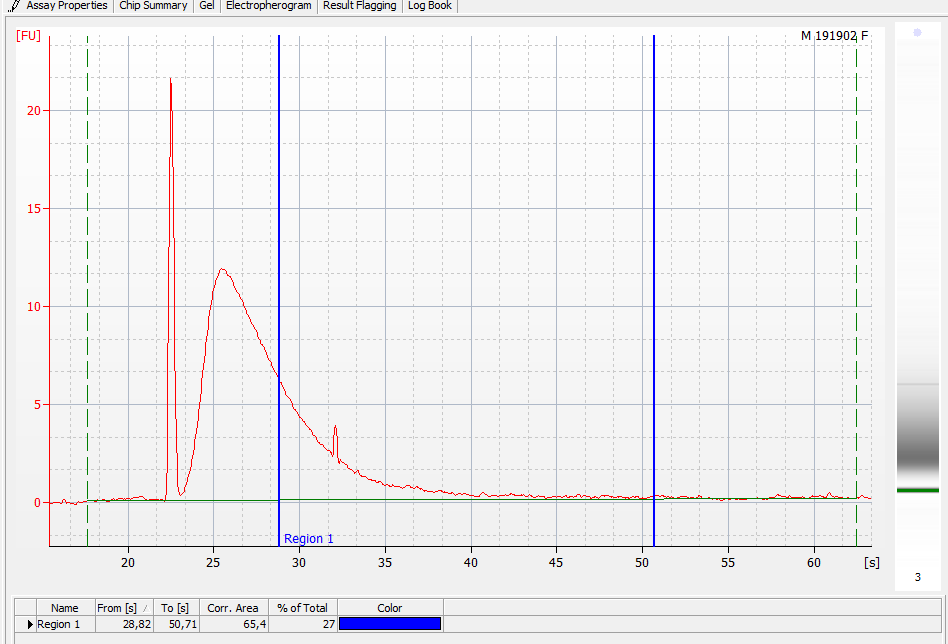 Assay Properties Chip Summary Gel Electropherogram Result Flagging Log Book
[FU] M 191902 F
20
15
10
5
0
Region 1
20 25 30 35 40 45 50 55 60 [s]
3
Name From [s] / To [s] Corr. Area % of Total Color
Region 1 28,82 50,71 65,4 27